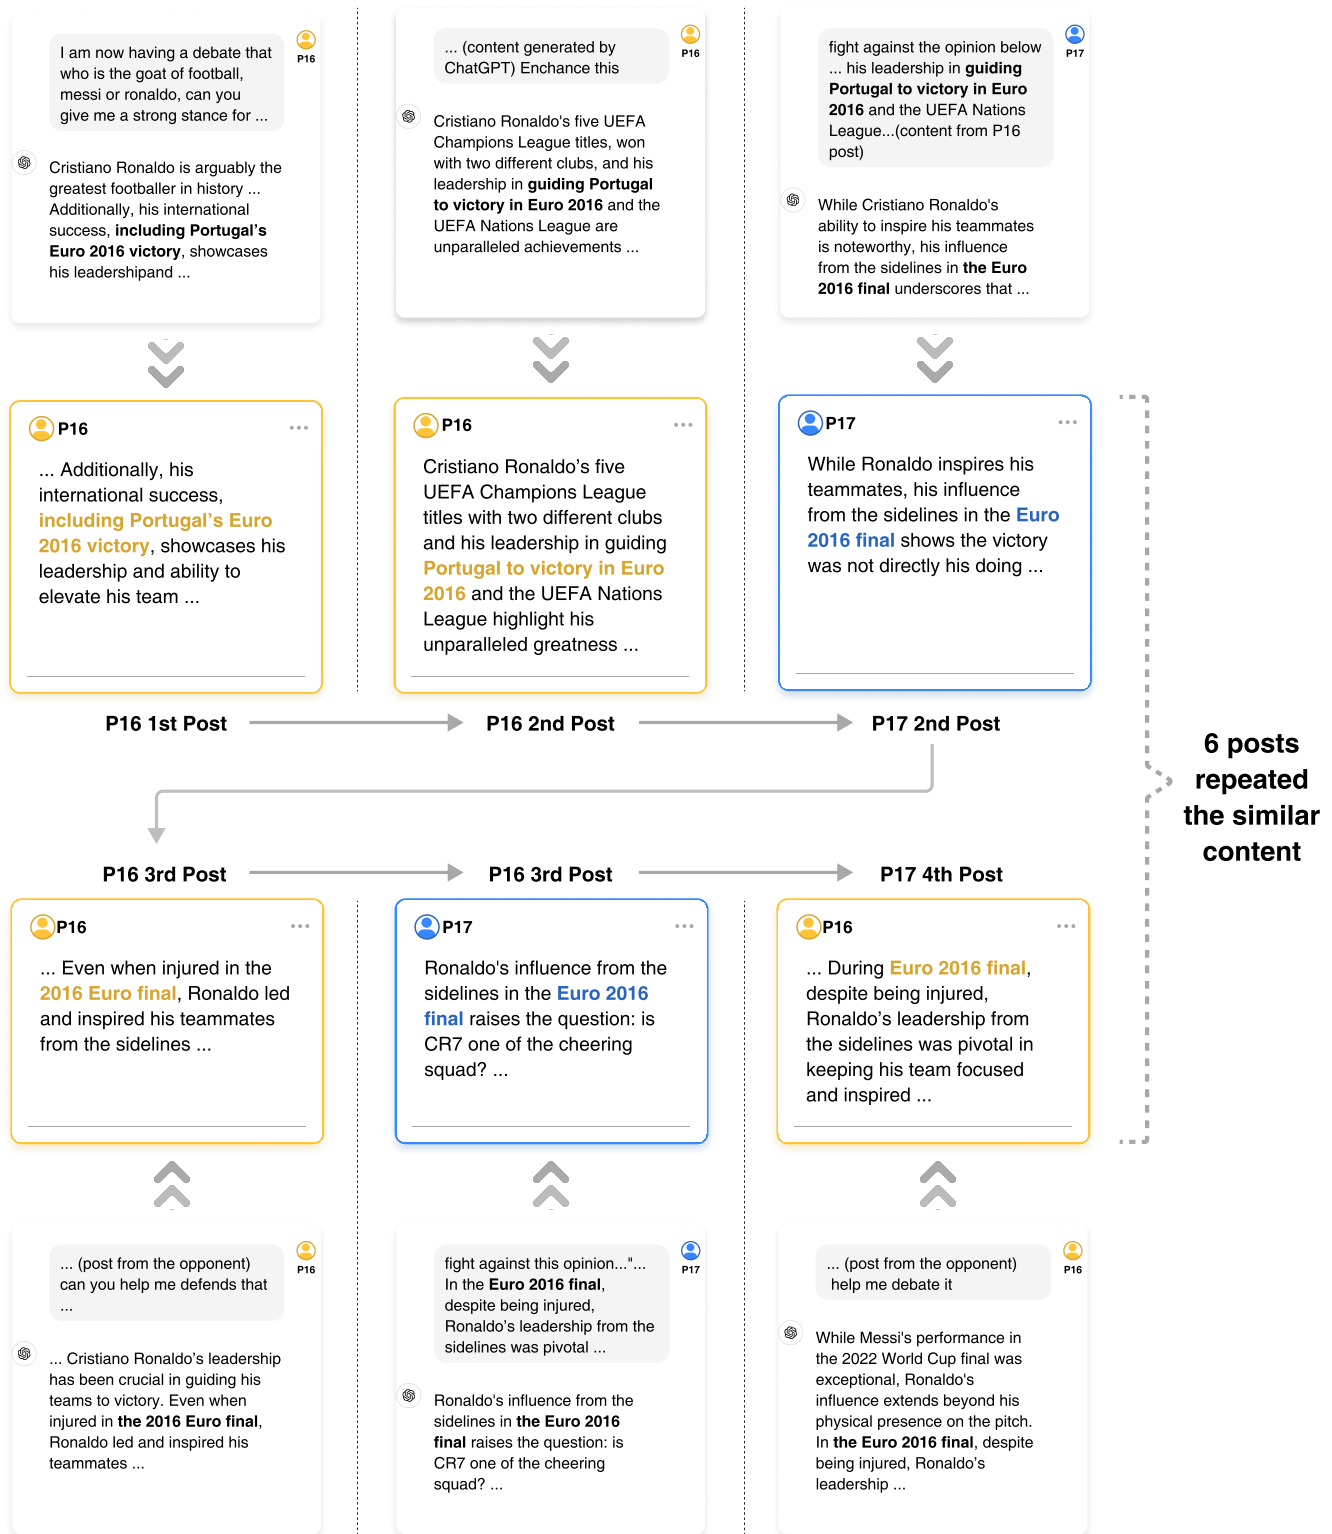 I am now having a debate that
who is the goat of football,
messi or ronaldo, can you
give me a strong stance for ...
P16
Cristiano Ronaldo is arguably the
greatest footballer in history ...
Additionally, his international
success, including Portugal's
Euro 2016 victory, showcases
his leadershipand ...
... (content generated by
ChatGPT) Enchance this
P16
Cristiano Ronaldo's five UEFA
Champions League titles, won
with two different clubs, and his
leadership in guiding Portugal
to victory in Euro 2016 and the
UEFA Nations League are
unparalleled achievements ...
fight against the opinion below
... his leadership in guiding
Portugal to victory in Euro
2016 and the UEFA Nations
League...(content from P16
post)
P17
While Cristiano Ronaldo's
ability to inspire his teammates
is noteworthy, his influence
from the sidelines in the Euro
2016 final underscores that ...
P16
... Additionally, his
international success,
including Portugal's Euro
2016 victory, showcases his
leadership and ability to
elevate his team ...
P16
Cristiano Ronaldo's five
UEFA Champions League
titles with two different clubs
and his leadership in guiding
Portugal to victory in Euro
2016 and the UEFA Nations
League highlight his
unparalleled greatness ...
P17
While Ronaldo inspires his
teammates, his influence
from the sidelines in the Euro
2016 final shows the victory
was not directly his doing ...
P16 1st Post
P16 2nd Post
P17 2nd Post
6 posts
repeated
the similar
content
P16 3rd Post
P16 3rd Post
P17 4th Post
P16
... Even when injured in the
2016 Euro final, Ronaldo led
and inspired his teammates
from the sidelines ...
P17
Ronaldo's influence from the
sidelines in the Euro 2016
final raises the question: is
CR7 one of the cheering
squad? ...
P16
... During Euro 2016 final,
despite being injured,
Ronaldo's leadership from
the sidelines was pivotal in
keeping his team focused
and inspired ...
... (post from the opponent)
can you help me defends that
...
P16
... Cristiano Ronaldo's leadership
has been crucial in guiding his
teams to victory. Even when
injured in the 2016 Euro final,
Ronaldo led and inspired his
teammates ...
fight against this opinion..."...
In the Euro 2016 final,
despite being injured,
Ronaldo's leadership from the
sidelines was pivotal ...
P17
Ronaldo's influence from the
sidelines in the Euro 2016
final raises the question: is
CR7 one of the cheering
squad? ...
... (post from the opponent)
help me debate it
P16
While Messi's performance in
the 2022 World Cup final was
exceptional, Ronaldo's
influence extends beyond his
physical presence on the pitch.
In the Euro 2016 final, despite
being injured, Ronaldo's
leadership ...